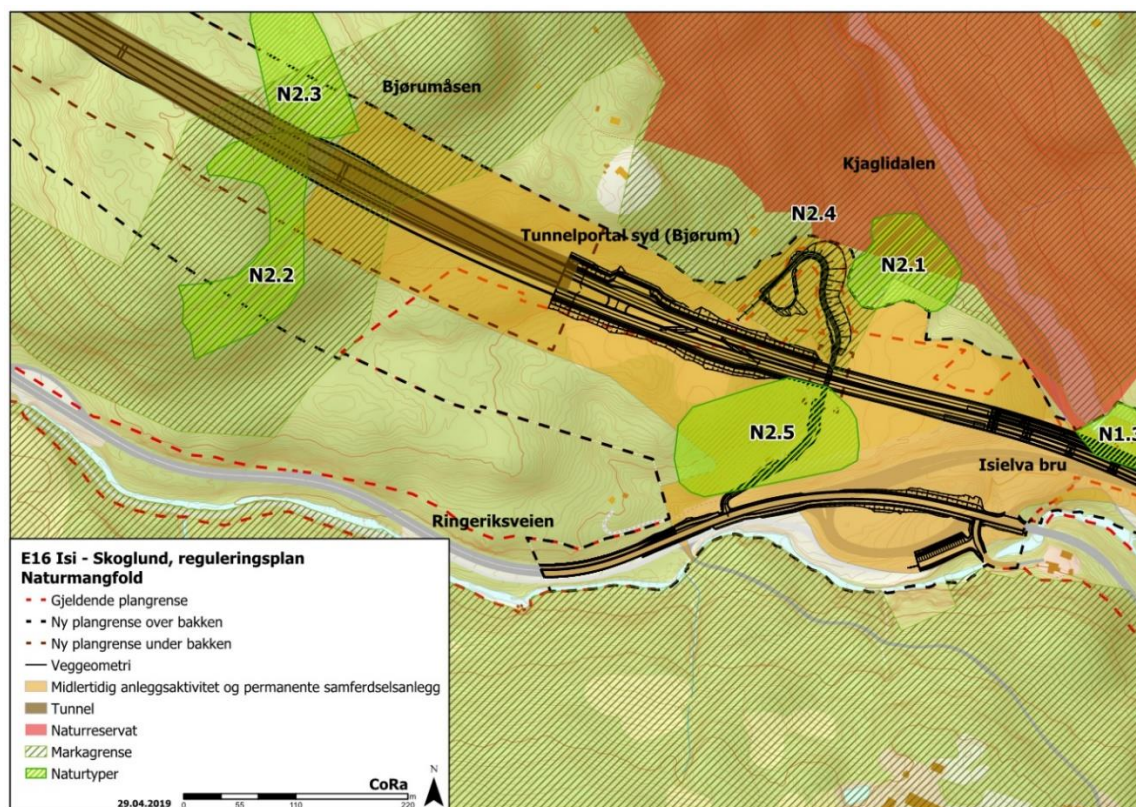 N2.3
Bjørumåsen
Kjaglidalen
N2.4
Tunnelportal syd (Bjørum)
N2.1
N2.2
N2.5
N1.3
Isielva bru
Ringeriksveien
E16 Isi - Skoglund, reguleringsplan
Naturmangfold
Gjeldende plangrense
Ny plangrense over bakken
Ny plangrense under bakken
Veggeometri
Midlertidig anleggsaktivitet og permanente samferdselsanlegg
Tunnel
Naturreservat
Markagrense
Naturtyper
CoRa
N
29.04.2019
0 55 110 220
m